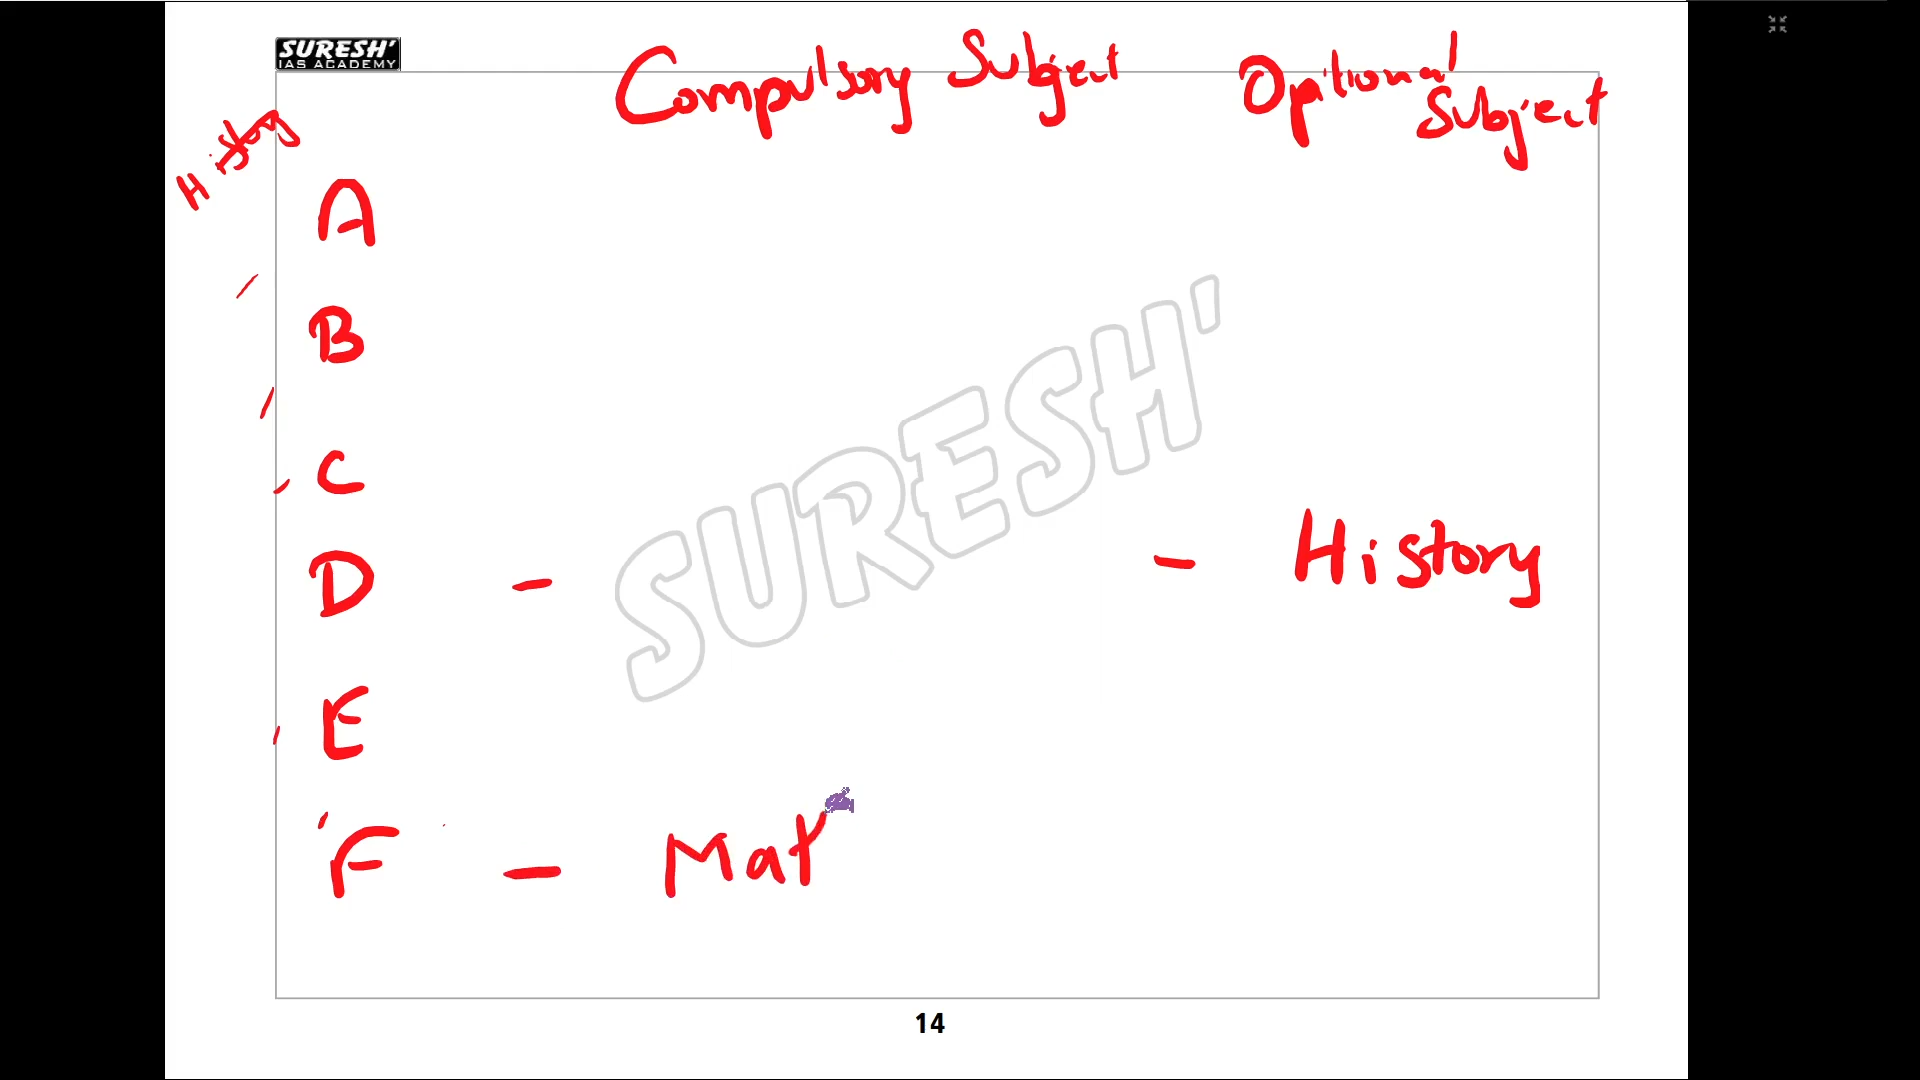 SURESH'
IAS ACADEMY
Compulsory Subject Optional Subject
History
A
B
C
D - - History
E
F - Mat
SURESH'
14